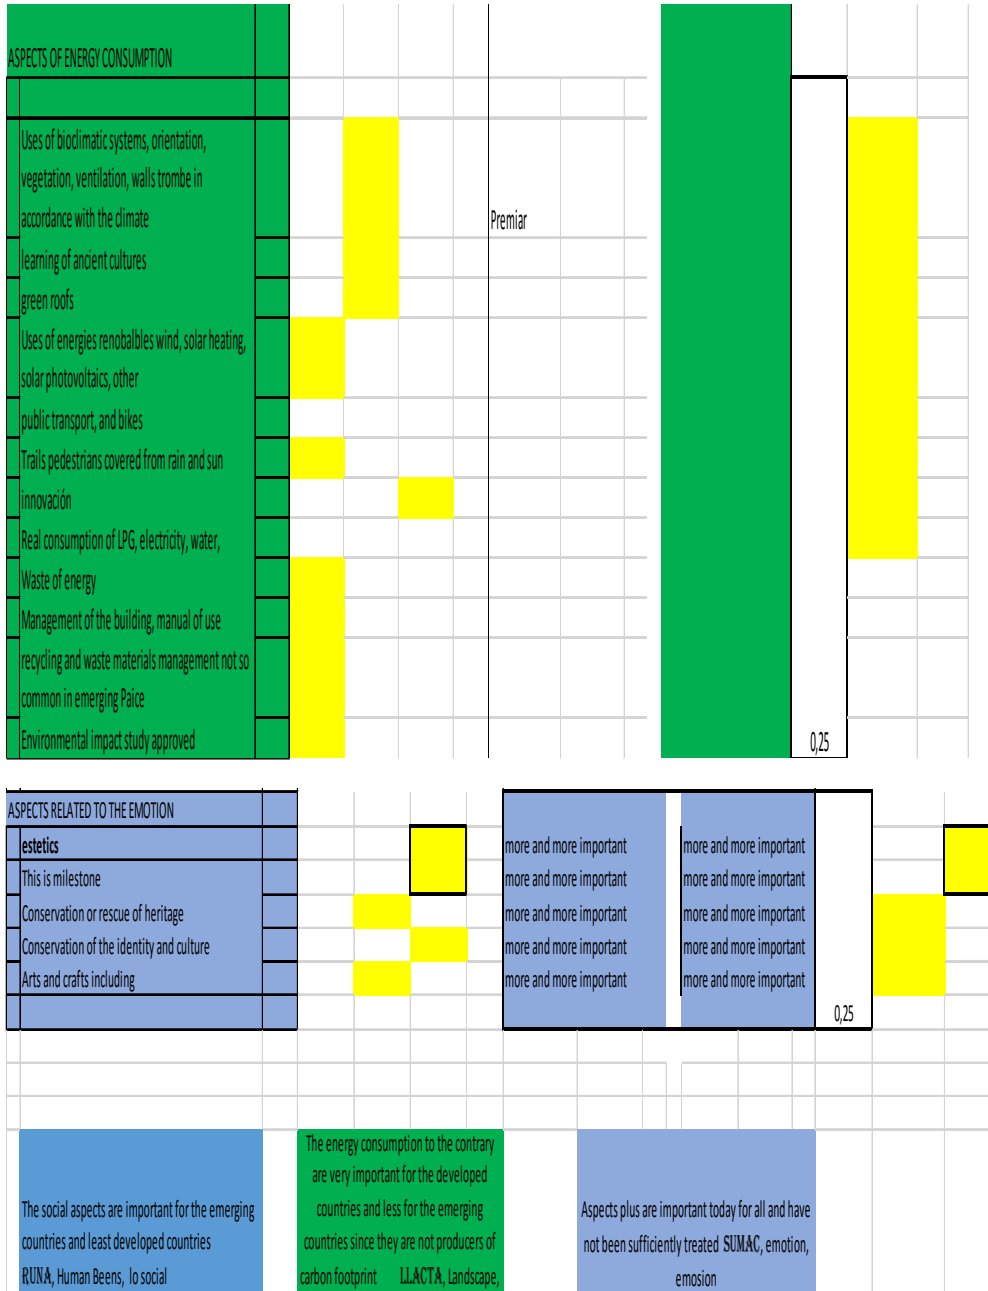 ASPECTS OF ENERGY CONSUMPTION
Uses of bioclimatic systems, orientation,
vegetation, ventilation, walls trombe in
accordance with the climate
Premiar
learning of ancient cultures
green roofs
Uses of energies renobalbles wind, solar heating,
solar photovoltaics, other
public transport, and bikes
Trails pedestrians covered from rain and sun
innovación
Real consumption of LPG, electricity, water,
Waste of energy
Management of the building, manual of use
recycling and waste materials management not so
common in emerging Paice
Environmental impact study approved
0,25
ASPECTS RELATED TO THE EMOTION
estetics more and more important more and more important
This is milestone more and more important more and more important
Conservation or rescue of heritage more and more important more and more important
Conservation of the identity and culture more and more important more and more important
Arts and crafts including more and more important more and more important
0,25
The social aspects are important for the emerging
countries and least developed countries
RUNA, Human Beens, lo social
The energy consumption to the contrary
are very important for the developed
countries and less for the emerging
countries since they are not producers of
carbon footprint LLACTA, Landscape,
Aspects plus are important today for all and have
not been sufficiently treated SUMAC, emotion,
emosion